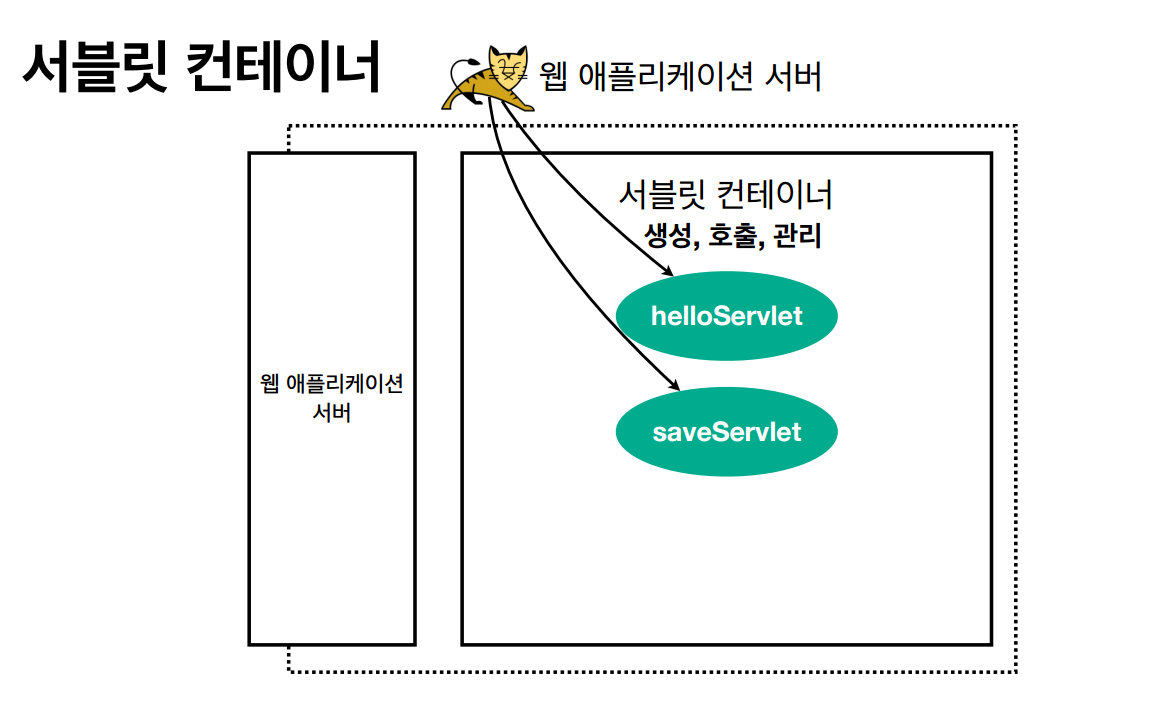 서블릿 컨테이너
웹 애플리케이션 서버
서블릿 컨테이너
생성, 호출, 관리
helloServlet
웹 애플리케이션
서버
saveServlet